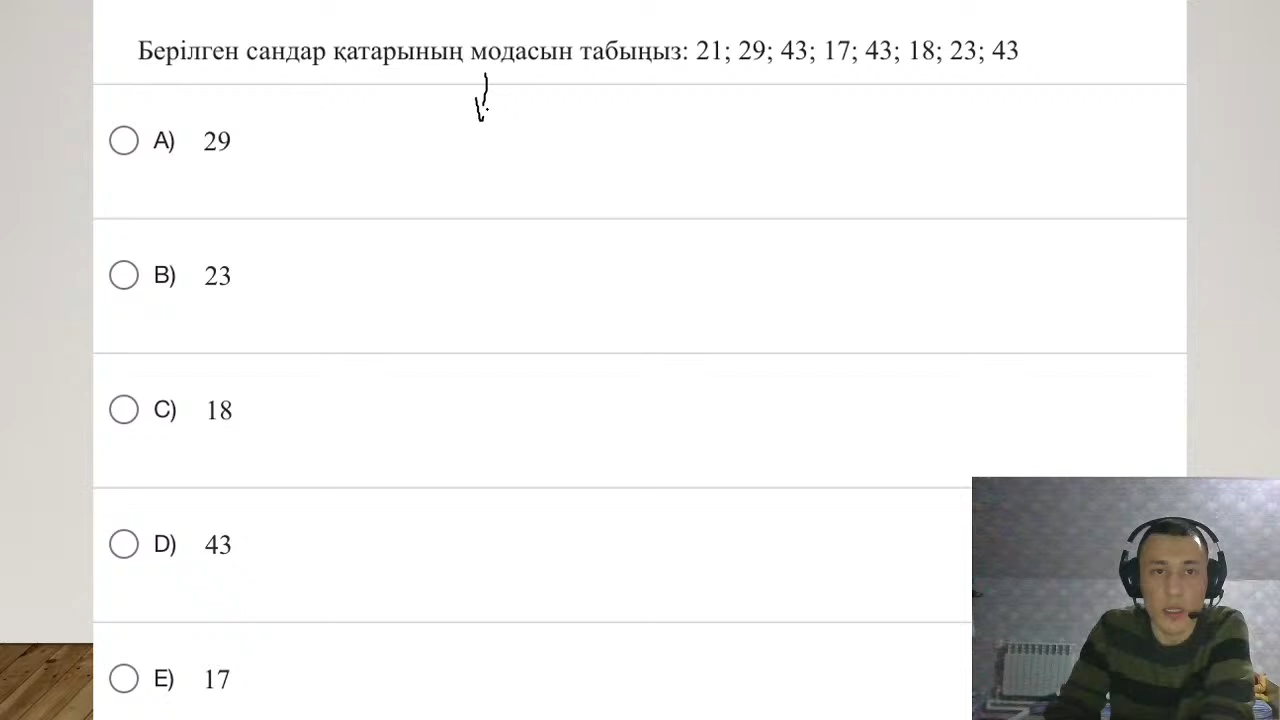 Берілген сандар қатарының модасын табыңыз: 21; 29; 43; 17; 43; 18; 23; 43
A) 29
B) 23
C) 18
D) 43
E) 17